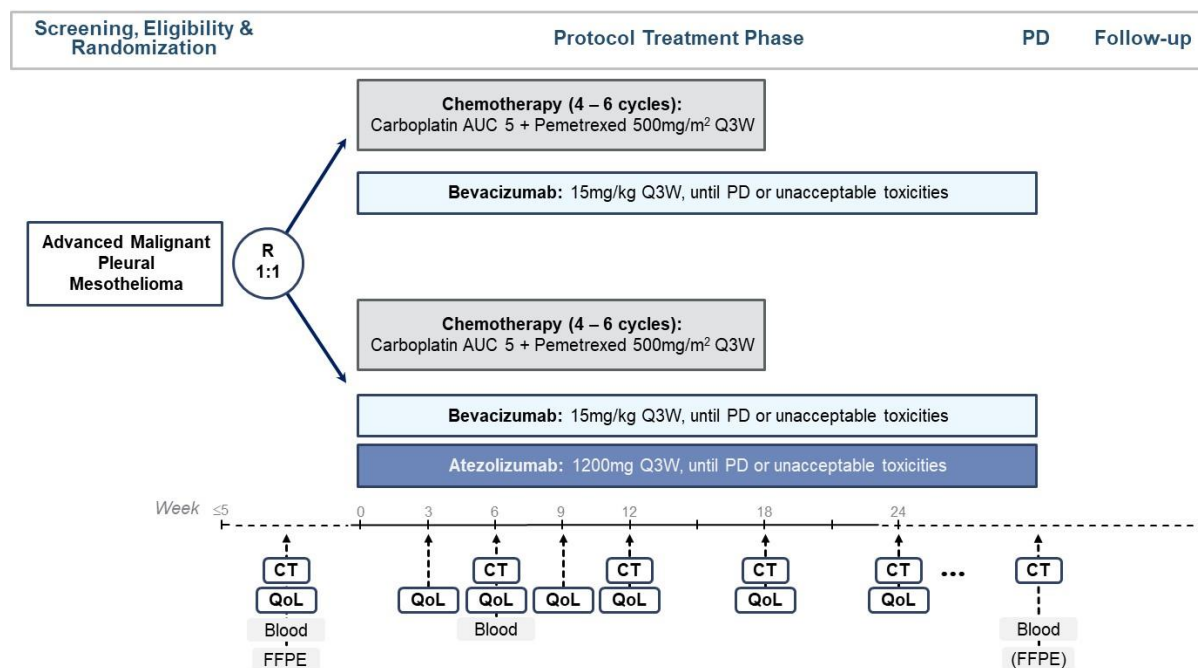 Screening, Eligibility &
Randomization
Protocol Treatment Phase
PD
Follow-up
Chemotherapy (4 – 6 cycles):
Carboplatin AUC 5 + Pemetrexed 500mg/m² Q3W
Bevacizumab: 15mg/kg Q3W, until PD or unacceptable toxicities
Advanced Malignant
Pleural
Mesothelioma
R
1:1
Chemotherapy (4 – 6 cycles):
Carboplatin AUC 5 + Pemetrexed 500mg/m² Q3W
Bevacizumab: 15mg/kg Q3W, until PD or unacceptable toxicities
Atezolizumab: 1200mg Q3W, until PD or unacceptable toxicities
Week ≤5 0 3 6 9 12 18 24
CT CT CT CT CT ... CT
QoL QoL QoL QoL QoL QoL QoL
Blood Blood Blood
FFPE (FFPE)